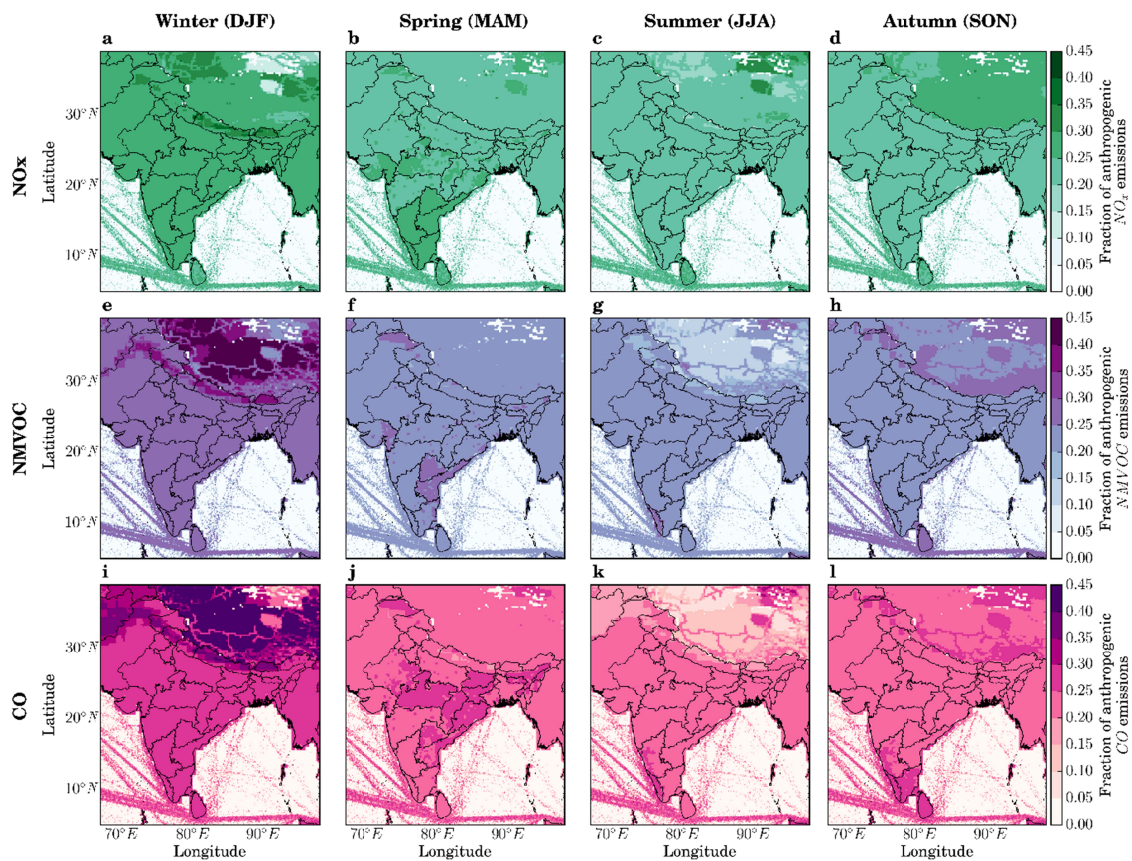 Winter (DJF) Spring (MAM) Summer (JJA) Autumn (SON)
a b c d
NOx
Latitude
30° N
20° N
10° N
0.45
0.40
0.35
0.30
0.25
0.20
0.15
0.10
0.05
0.00
Fraction of anthropogenic
NOₓ emissions
e f g h
NMVOC
Latitude
30° N
20° N
10° N
0.45
0.40
0.35
0.30
0.25
0.20
0.15
0.10
0.05
0.00
Fraction of anthropogenic
NMVOC emissions
i j k l
CO
Latitude
30° N
20° N
10° N
0.45
0.40
0.35
0.30
0.25
0.20
0.15
0.10
0.05
0.00
Fraction of anthropogenic
CO emissions
70° E 80° E 90° E 70° E 80° E 90° E 70° E 80° E 90° E 70° E 80° E 90° E
Longitude Longitude Longitude Longitude